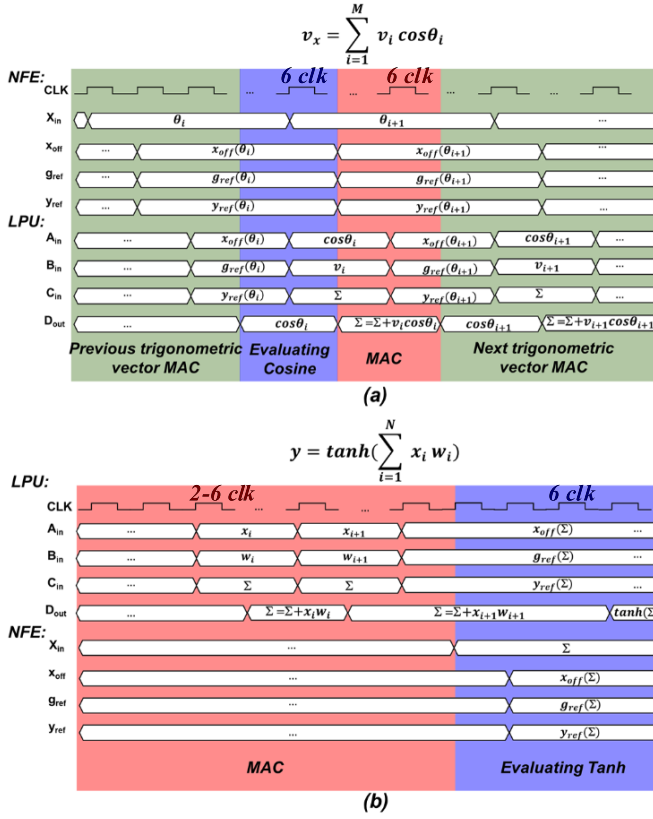 v_x = ∑_{i=1}^{M} v_i cosθ_i
NFE: 6 clk 6 clk
CLK ... ... ... ...
X_in θ_i θ_{i+1} ...
x_off ... x_off(θ_i) x_off(θ_{i+1}) ...
g_ref ... g_ref(θ_i) g_ref(θ_{i+1}) ...
y_ref ... y_ref(θ_i) y_ref(θ_{i+1}) ...
LPU:
A_in ... x_off(θ_i) cosθ_i x_off(θ_{i+1}) cosθ_{i+1} ...
B_in ... g_ref(θ_i) v_i g_ref(θ_{i+1}) v_{i+1} ...
C_in ... y_ref(θ_i) Σ y_ref(θ_{i+1}) Σ ...
D_out ... cosθ_i Σ=Σ+v_i cosθ_i cosθ_{i+1} Σ=Σ+v_{i+1}cosθ_{i+1}
Previous trigonometric Evaluating MAC Next trigonometric
vector MAC Cosine vector MAC
(a)
y = tanh(∑_{i=1}^{N} x_i w_i)
LPU: 2-6 clk 6 clk
CLK ... ...
A_in ... x_i x_{i+1} x_off(Σ) ...
B_in ... w_i w_{i+1} g_ref(Σ) ...
C_in ... Σ Σ y_ref(Σ) ...
D_out ... Σ=Σ+x_i w_i Σ=Σ+x_{i+1}w_{i+1} tanh(Σ
NFE:
X_in ... Σ
x_off ... x_off(Σ)
g_ref ... g_ref(Σ)
y_ref ... y_ref(Σ)
MAC Evaluating Tanh
(b)